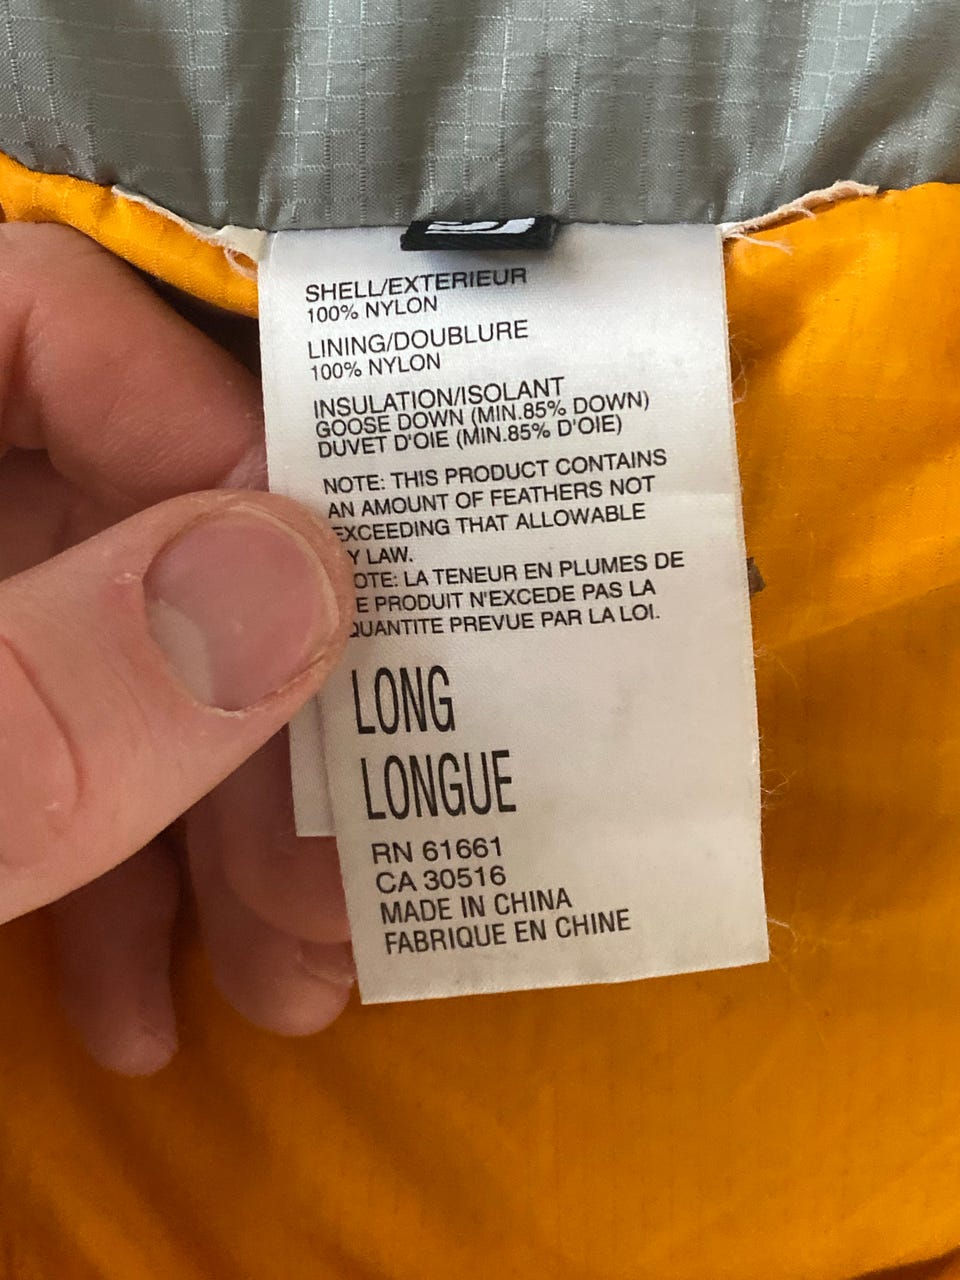 SHELL/EXTERIEUR
100% NYLON
LINING/DOUBLURE
100% NYLON
INSULATION/ISOLANT
GOOSE DOWN (MIN.85% DOWN)
DUVET D'OIE (MIN.85% D'OIE)
NOTE: THIS PRODUCT CONTAINS
AN AMOUNT OF FEATHERS NOT
EXCEEDING THAT ALLOWABLE
Y LAW.
OTE: LA TENEUR EN PLUMES DE
E PRODUIT N'EXCEDE PAS LA
QUANTITE PREVUE PAR LA LOI.
LONG
LONGUE
RN 61661
CA 30516
MADE IN CHINA
FABRIQUE EN CHINE